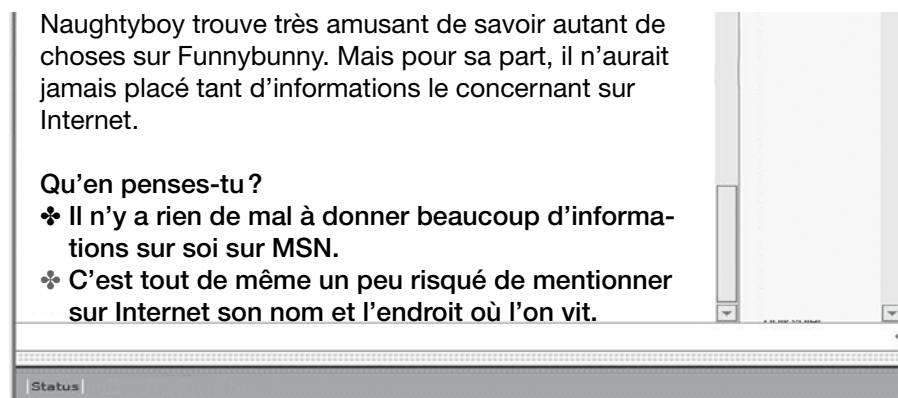 Naughtyboy trouve très amusant de savoir autant de
choses sur Funnybunny. Mais pour sa part, il n’aurait
jamais placé tant d’informations le concernant sur
Internet.
Qu’en penses-tu ?
✤ Il n’y a rien de mal à donner beaucoup d’informa-
tions sur soi sur MSN.
✤ C’est tout de même un peu risqué de mentionner
sur Internet son nom et l’endroit où l’on vit.
|Status|